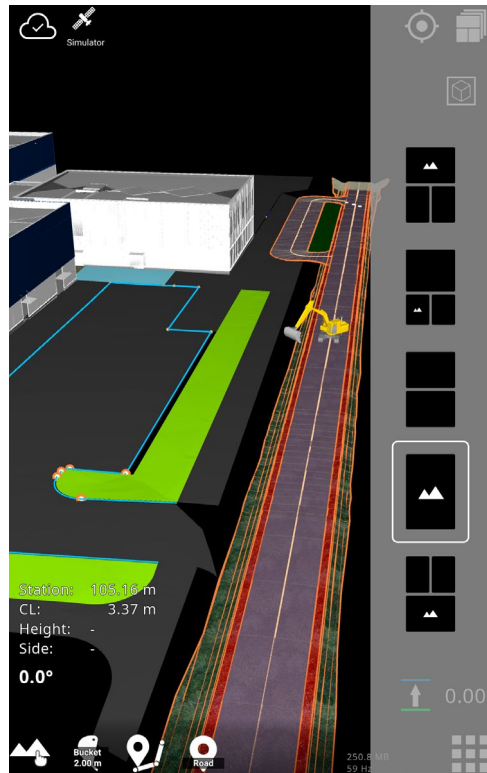 Simulator
Station: 105.16 m
CL: 3.37 m
Height: -
Side: -
0.0°
0.00
Bucket
2.00 m
Road
250.8 MB
59 Hz